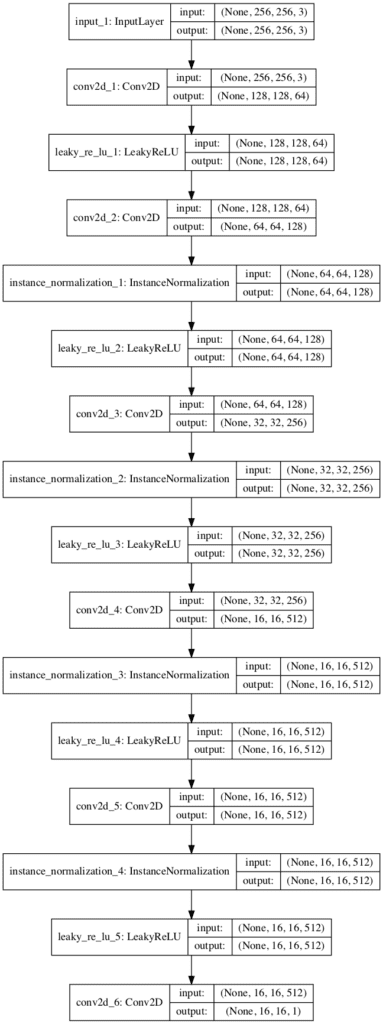 input_1: InputLayer
input: (None, 256, 256, 3)
output: (None, 256, 256, 3)
conv2d_1: Conv2D
input: (None, 256, 256, 3)
output: (None, 128, 128, 64)
leaky_re_lu_1: LeakyReLU
input: (None, 128, 128, 64)
output: (None, 128, 128, 64)
conv2d_2: Conv2D
input: (None, 128, 128, 64)
output: (None, 64, 64, 128)
instance_normalization_1: InstanceNormalization
input: (None, 64, 64, 128)
output: (None, 64, 64, 128)
leaky_re_lu_2: LeakyReLU
input: (None, 64, 64, 128)
output: (None, 64, 64, 128)
conv2d_3: Conv2D
input: (None, 64, 64, 128)
output: (None, 32, 32, 256)
instance_normalization_2: InstanceNormalization
input: (None, 32, 32, 256)
output: (None, 32, 32, 256)
leaky_re_lu_3: LeakyReLU
input: (None, 32, 32, 256)
output: (None, 32, 32, 256)
conv2d_4: Conv2D
input: (None, 32, 32, 256)
output: (None, 16, 16, 512)
instance_normalization_3: InstanceNormalization
input: (None, 16, 16, 512)
output: (None, 16, 16, 512)
leaky_re_lu_4: LeakyReLU
input: (None, 16, 16, 512)
output: (None, 16, 16, 512)
conv2d_5: Conv2D
input: (None, 16, 16, 512)
output: (None, 16, 16, 512)
instance_normalization_4: InstanceNormalization
input: (None, 16, 16, 512)
output: (None, 16, 16, 512)
leaky_re_lu_5: LeakyReLU
input: (None, 16, 16, 512)
output: (None, 16, 16, 512)
conv2d_6: Conv2D
input: (None, 16, 16, 512)
output: (None, 16, 16, 1)